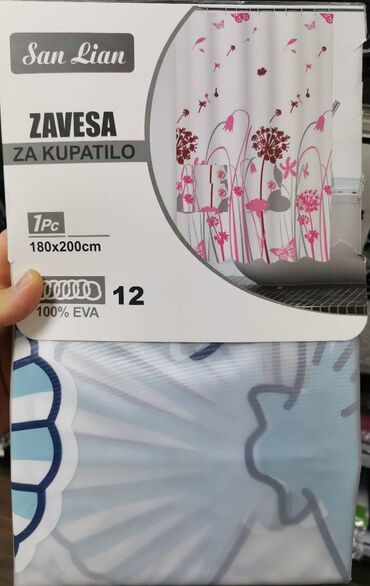 San Lian
ZAVESA
ZA KUPATILO
1Pc
180x200cm
12
100% EVA